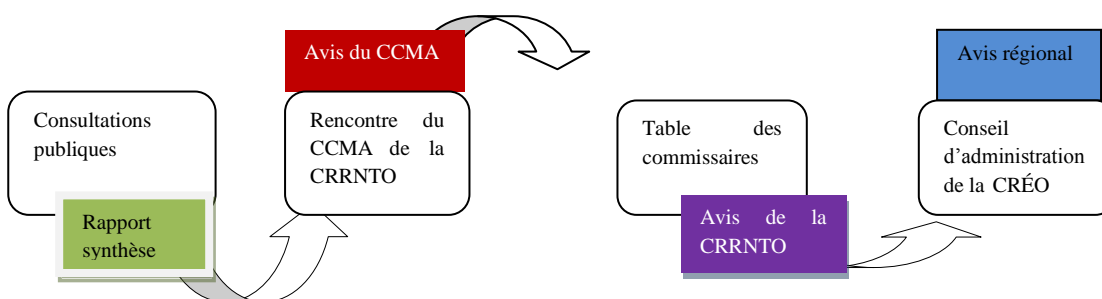 Consultations
publiques
Rapport
synthèse
Avis du CCMA
Rencontre du
CCMA de la
CRRNTO
Table des
commissaires
Avis de la
CRRNTO
Avis régional
Conseil
d'administration
de la CRÉO